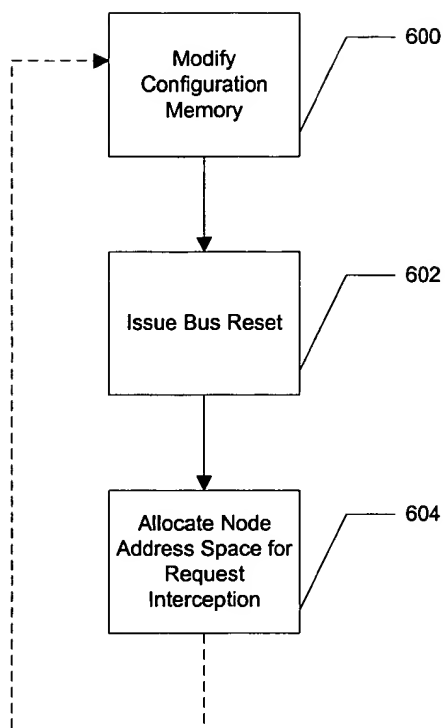 Modify
Configuration
Memory
600
Issue Bus Reset
602
Allocate Node
Address Space for
Request
Interception
604